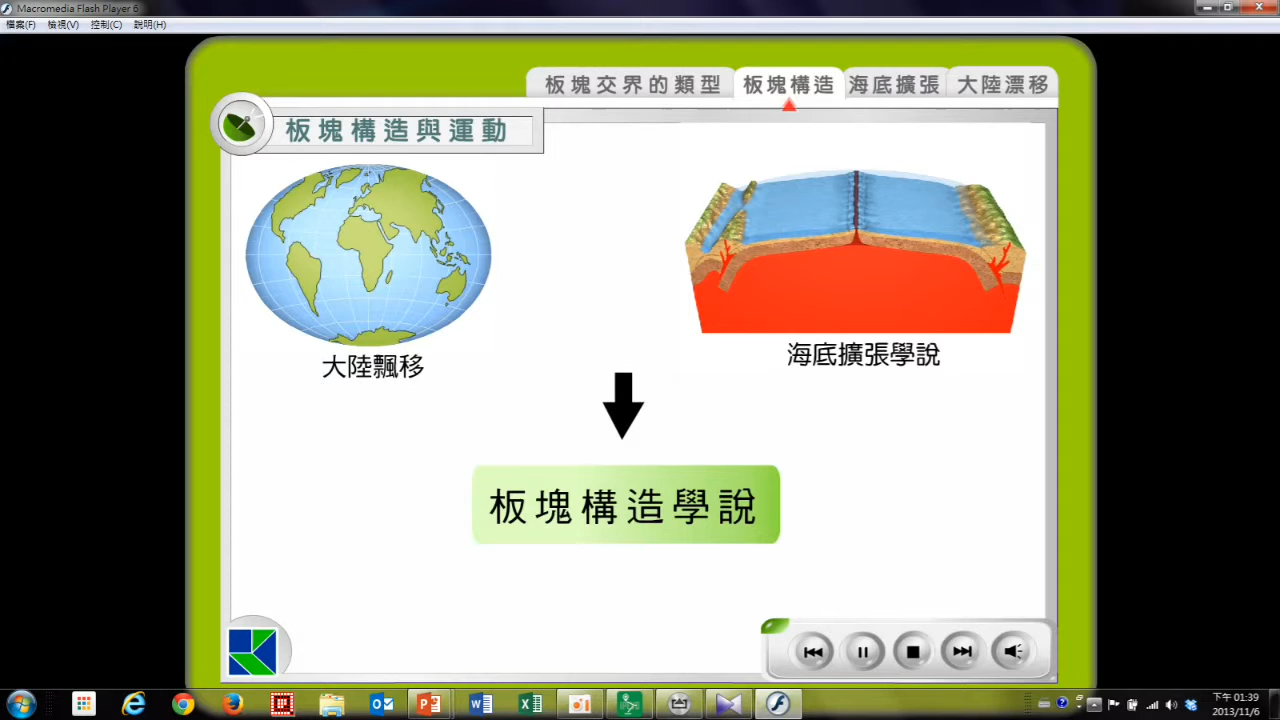 Macromedia Flash Player 6
檔案(F) 檢視(V) 控制(C) 說明(H)
板塊交界的類型 板塊構造 海底擴張 大陸漂移
板塊構造與運動
大陸飄移
海底擴張學說
板塊構造學說
下午 01:39
2013/11/6